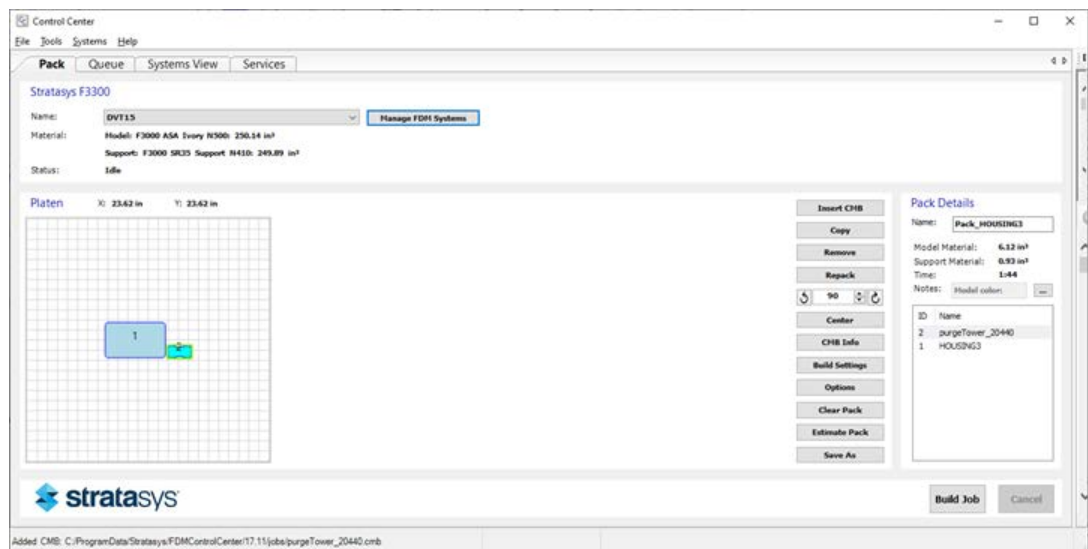 Control Center
File Tools Systems Help
Pack Queue Systems View Services
Stratasys F3300
Name: DVT15 Manage FDM Systems
Material: Model: F3000 ASA Ivory N500: 250.14 in³
Support: F3000 SR35 Support N410: 249.89 in³
Status: Idle
Platen X: 23.62 in Y: 23.62 in
1
Insert CMB
Copy
Remove
Repack
90
Center
CMB Info
Build Settings
Options
Clear Pack
Estimate Pack
Save As
Pack Details
Name: Pack_HOUSING3
Model Material: 6.12 in³
Support Material: 0.93 in³
Time: 1:44
Notes: Model color: ...
ID Name
2 purgeTower_20440
1 HOUSING3
stratasys
Build Job Cancel
Added CMB: C:/ProgramData/Stratasys/FDMControlCenter/17.11/jobs/purgeTower_20440.cmb